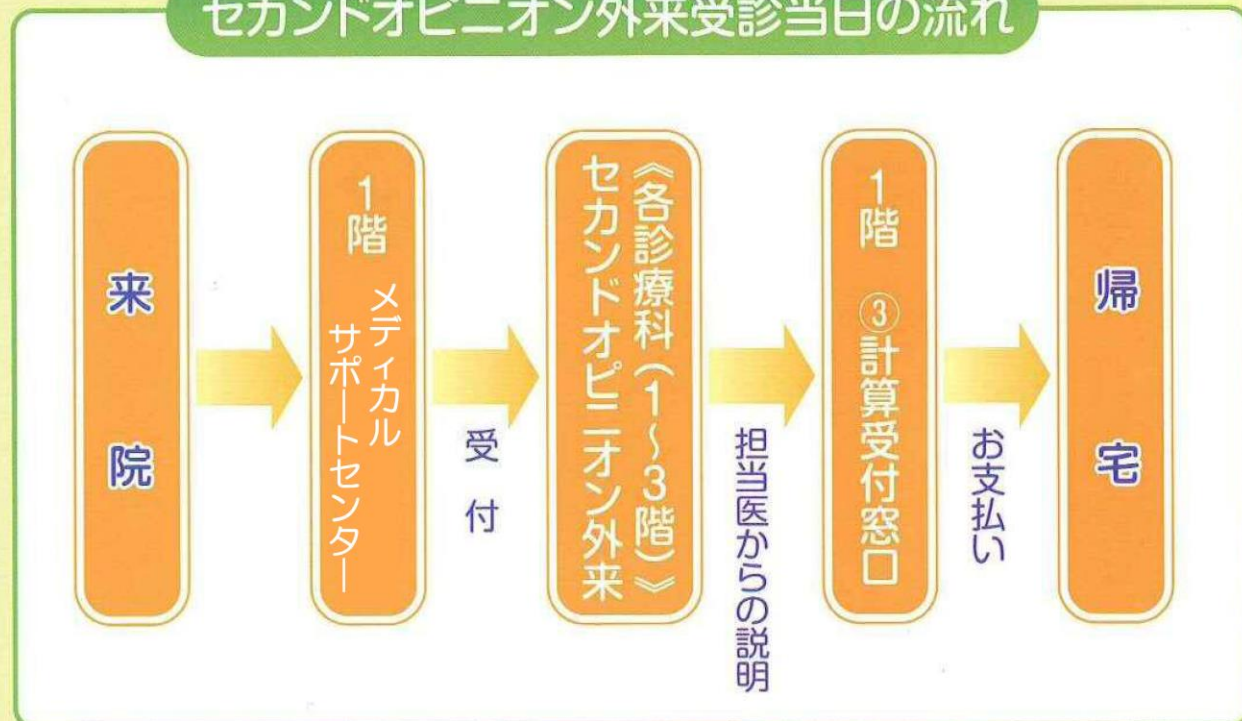 セカンドオピニオン外来受診当日の流れ
来院
1階 メディカル
サポートセンター
受付
《各診療科(1〜3階)》
セカンドオピニオン外来
担当医からの説明
1階 ③計算受付窓口
お支払い
帰宅